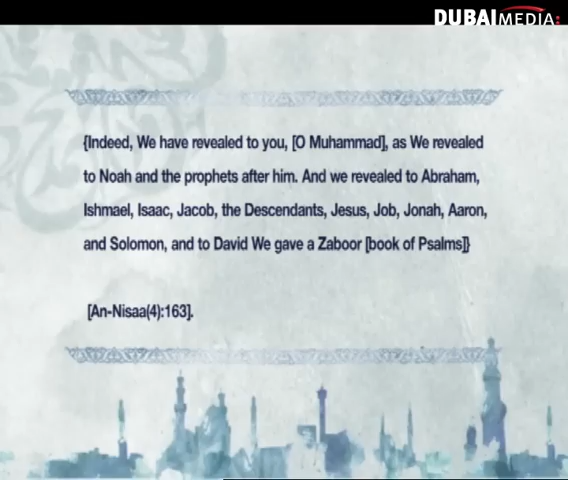 DUBAI MEDIA
{Indeed, We have revealed to you, [O Muhammad], as We revealed
to Noah and the prophets after him. And we revealed to Abraham,
Ishmael, Isaac, Jacob, the Descendants, Jesus, Job, Jonah, Aaron,
and Solomon, and to David We gave a Zaboor [book of Psalms]}
[An-Nisaa(4):163].